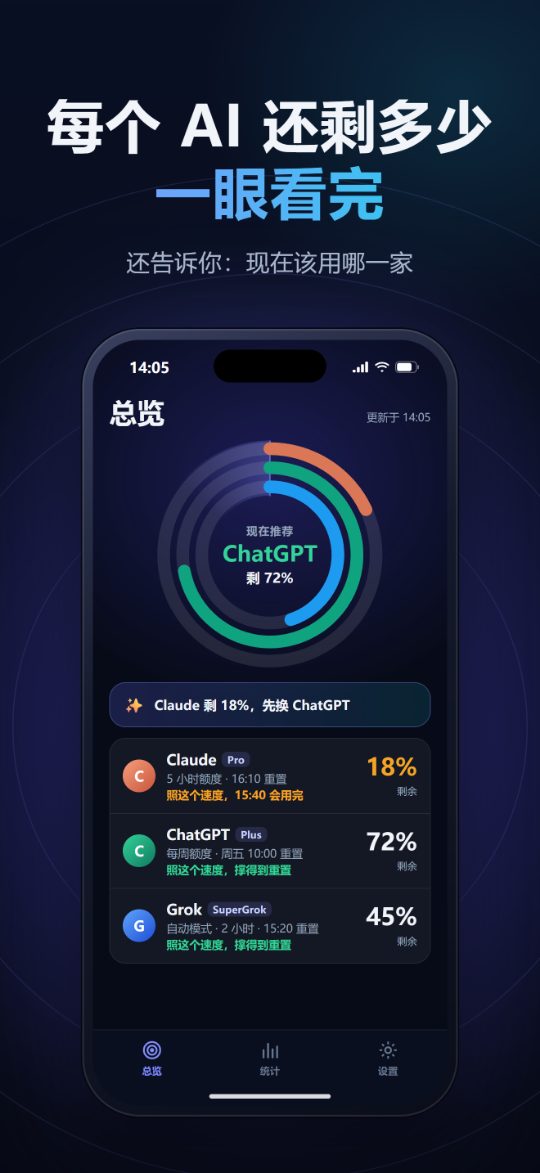 每个 AI 还剩多少
一眼看完
还告诉你：现在该用哪一家
14:05
总览
更新于 14:05
现在推荐
ChatGPT
剩 72%
Claude 剩 18%，先换 ChatGPT
C
Claude Pro
18%
5 小时额度 · 16:10 重置
剩余
照这个速度，15:40 会用完
C
ChatGPT Plus
72%
每周额度 · 周五 10:00 重置
剩余
照这个速度，撑得到重置
G
Grok SuperGrok
45%
自动模式 · 2 小时 · 15:20 重置
剩余
照这个速度，撑得到重置
总览
统计
设置